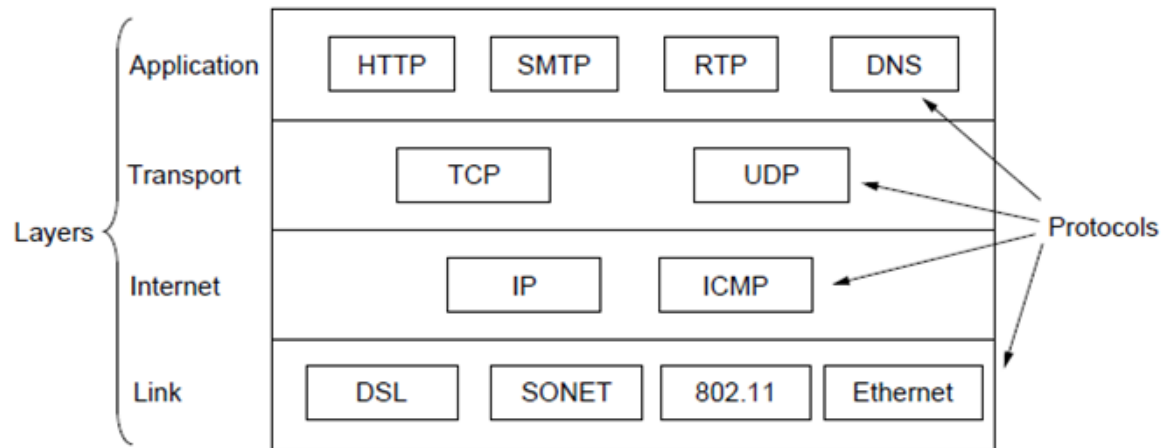 Application HTTP SMTP RTP DNS
Transport TCP UDP
Layers Protocols
Internet IP ICMP
Link DSL SONET 802.11 Ethernet